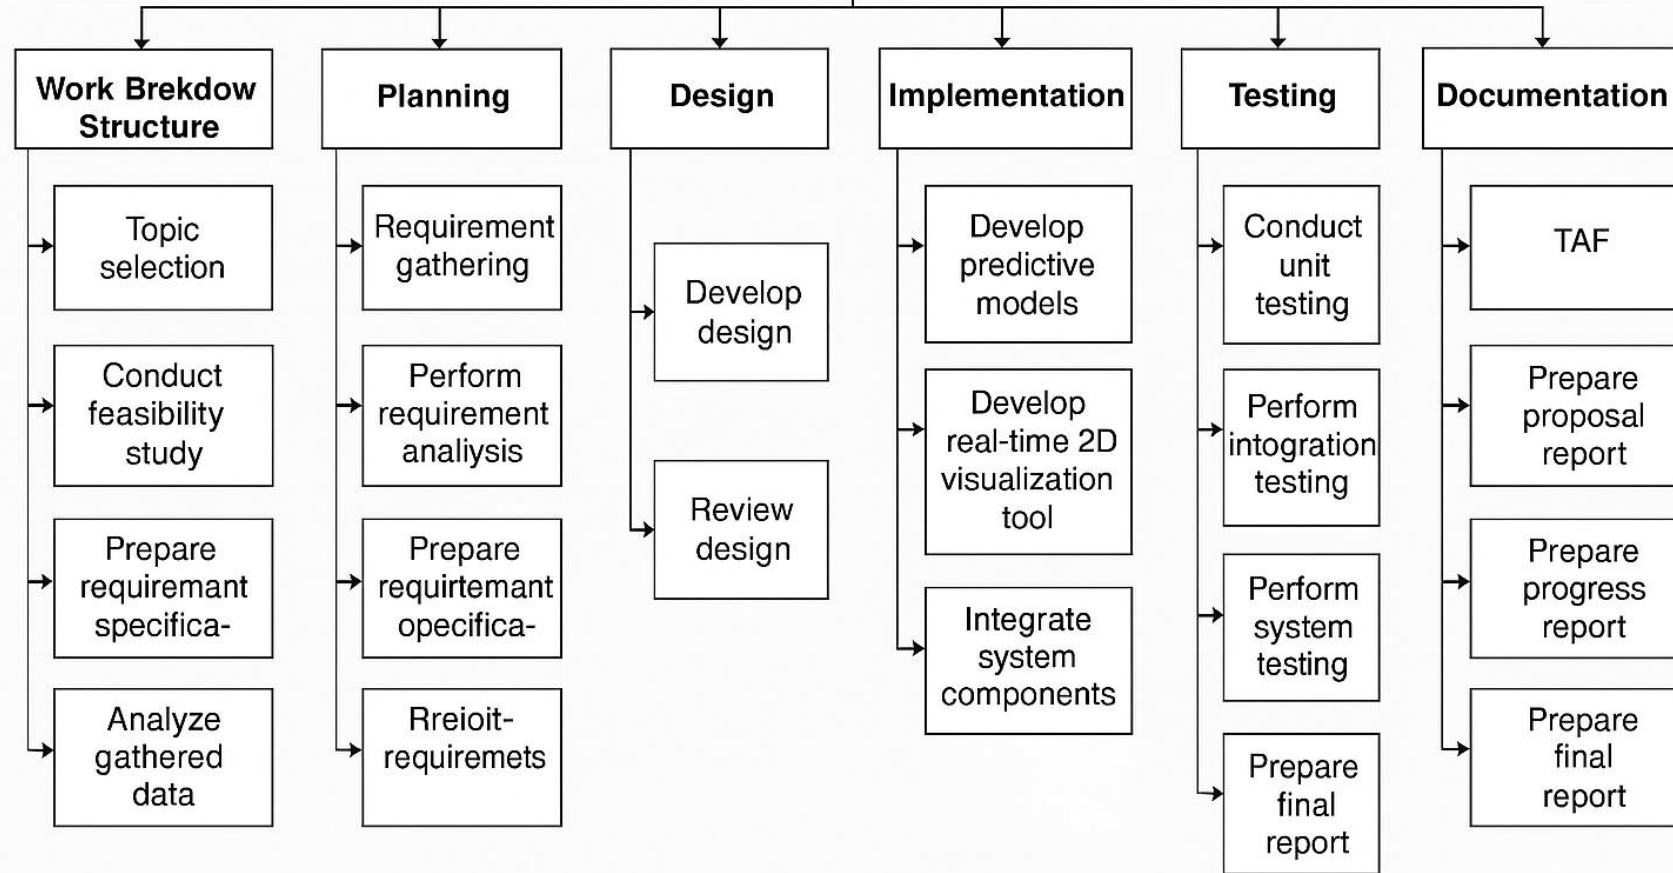 Work Brekdow
Structure
Topic
selection
Conduct
feasibility
study
Prepare
requiremant
specifica-
Analyze
gathered
data
Planning
Requirement
gathering
Perform
requirement
analiysis
Prepare
requirtemant
opecifica-
Rreioit-
requiremets
Design
Develop
design
Review
design
Implementation
Develop
predictive
models
Develop
real-time 2D
visualization
tool
Integrate
system
components
Testing
Conduct
unit
testing
Perform
intogration
testing
Perform
system
testing
Prepare
final
report
Documentation
TAF
Prepare
proposal
report
Prepare
progress
report
Prepare
final
report